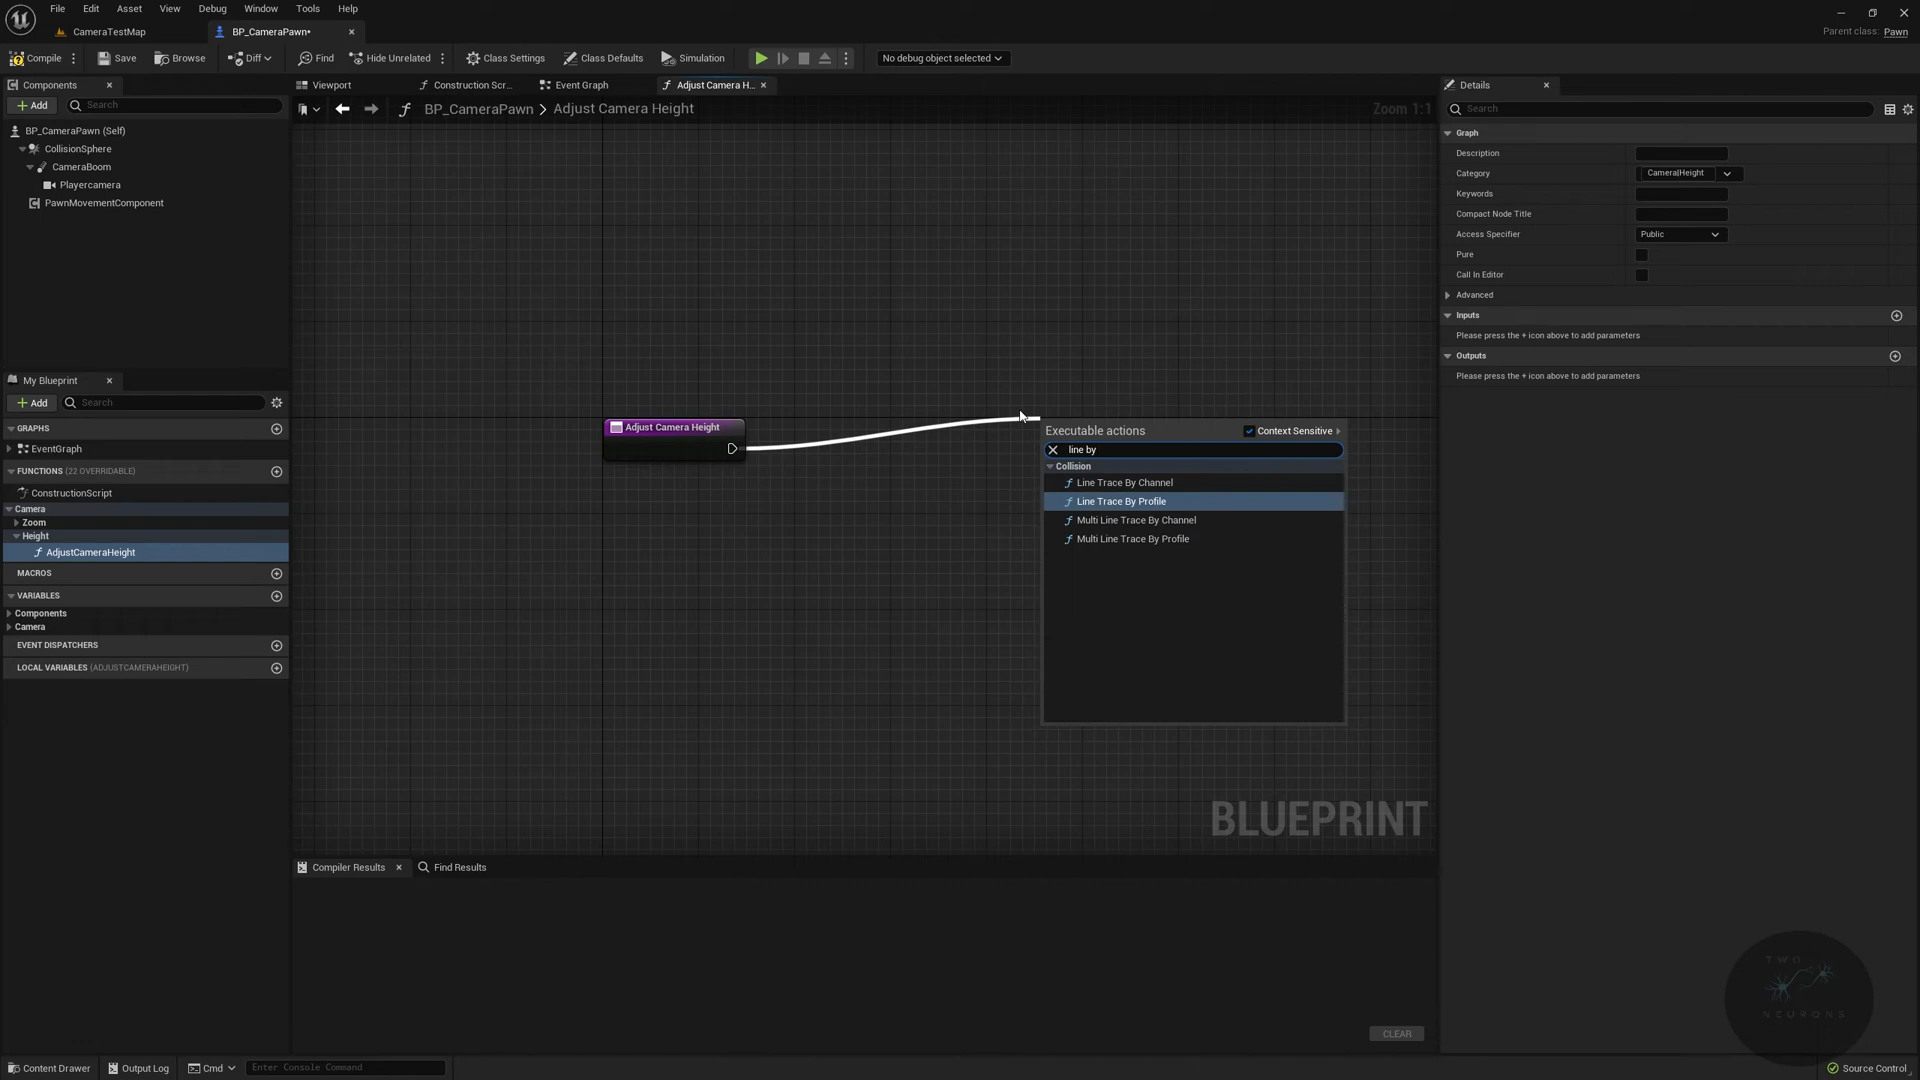 File Edit Asset View Debug Window Tools Help
CameraTestMap BP_CameraPawn•
Parent class: Pawn
Compile Save Browse Diff Find Hide Unrelated Class Settings Class Defaults Simulation No debug object selected
Components
Add Search
BP_CameraPawn (Self)
CollisionSphere
CameraBoom
Playercamera
PawnMovementComponent
My Blueprint
Add Search
GRAPHS
EventGraph
FUNCTIONS (22 OVERRIDABLE)
ConstructionScript
Camera
Zoom
Height
AdjustCameraHeight
MACROS
VARIABLES
Components
Camera
EVENT DISPATCHERS
LOCAL VARIABLES (ADJUSTCAMERAHEIGHT)
Viewport Construction Scr... Event Graph Adjust Camera H...
BP_CameraPawn > Adjust Camera Height
Zoom 1:1
Adjust Camera Height
Executable actions Context Sensitive
line by
Collision
Line Trace By Channel
Line Trace By Profile
Multi Line Trace By Channel
Multi Line Trace By Profile
BLUEPRINT
Compiler Results Find Results
CLEAR
Details
Search
Graph
Description
Category Camera|Height
Keywords
Compact Node Title
Access Specifier Public
Pure
Call In Editor
Advanced
Inputs
Please press the + icon above to add parameters
Outputs
Please press the + icon above to add parameters
TWO
NEURONS
Content Drawer Output Log Cmd Enter Console Command Source Control